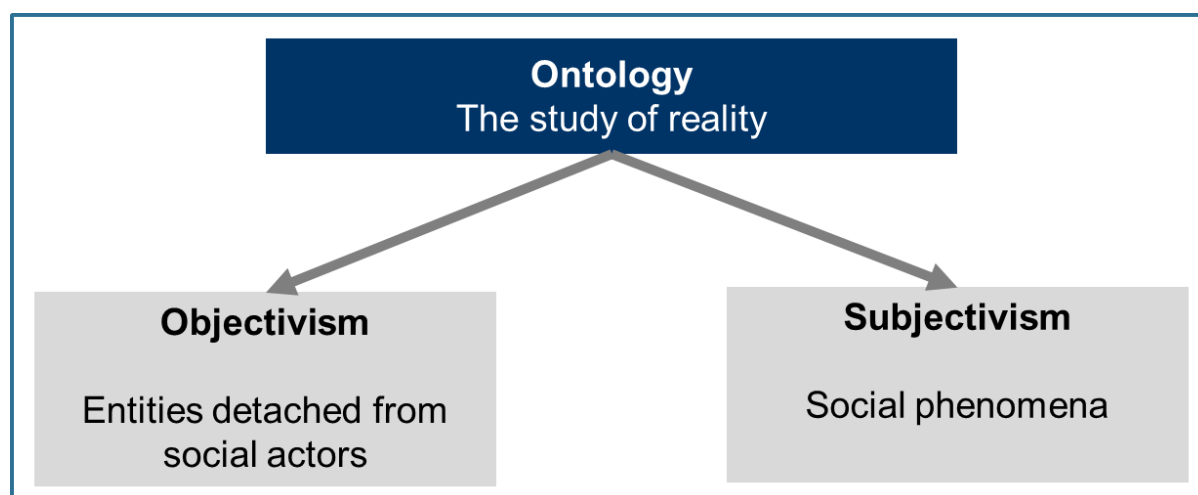 Ontology
The study of reality
Objectivism
Entities detached from
social actors
Subjectivism
Social phenomena